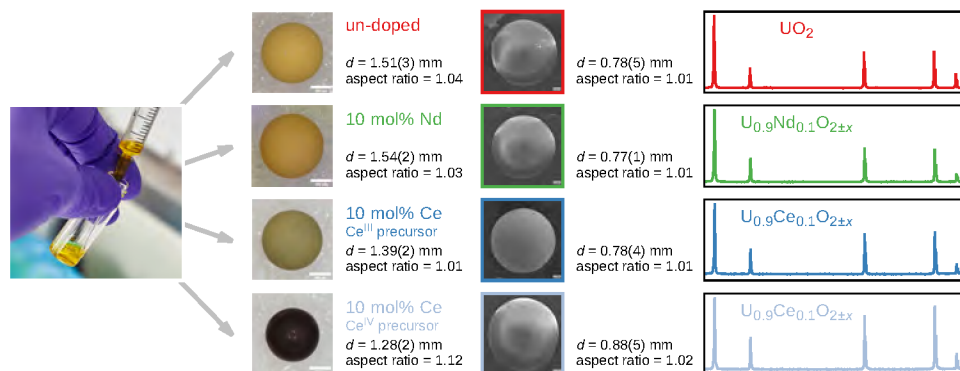 un-doped
d = 1.51(3) mm
aspect ratio = 1.04
d = 0.78(5) mm
aspect ratio = 1.01
UO₂
10 mol% Nd
d = 1.54(2) mm
aspect ratio = 1.03
d = 0.77(1) mm
aspect ratio = 1.01
U₀.₉Nd₀.₁O₂±ₓ
10 mol% Ce
Ceᴵᴵᴵ precursor
d = 1.39(2) mm
aspect ratio = 1.01
d = 0.78(4) mm
aspect ratio = 1.01
U₀.₉Ce₀.₁O₂±ₓ
10 mol% Ce
Ceᴵⱽ precursor
d = 1.28(2) mm
aspect ratio = 1.12
d = 0.88(5) mm
aspect ratio = 1.02
U₀.₉Ce₀.₁O₂±ₓ